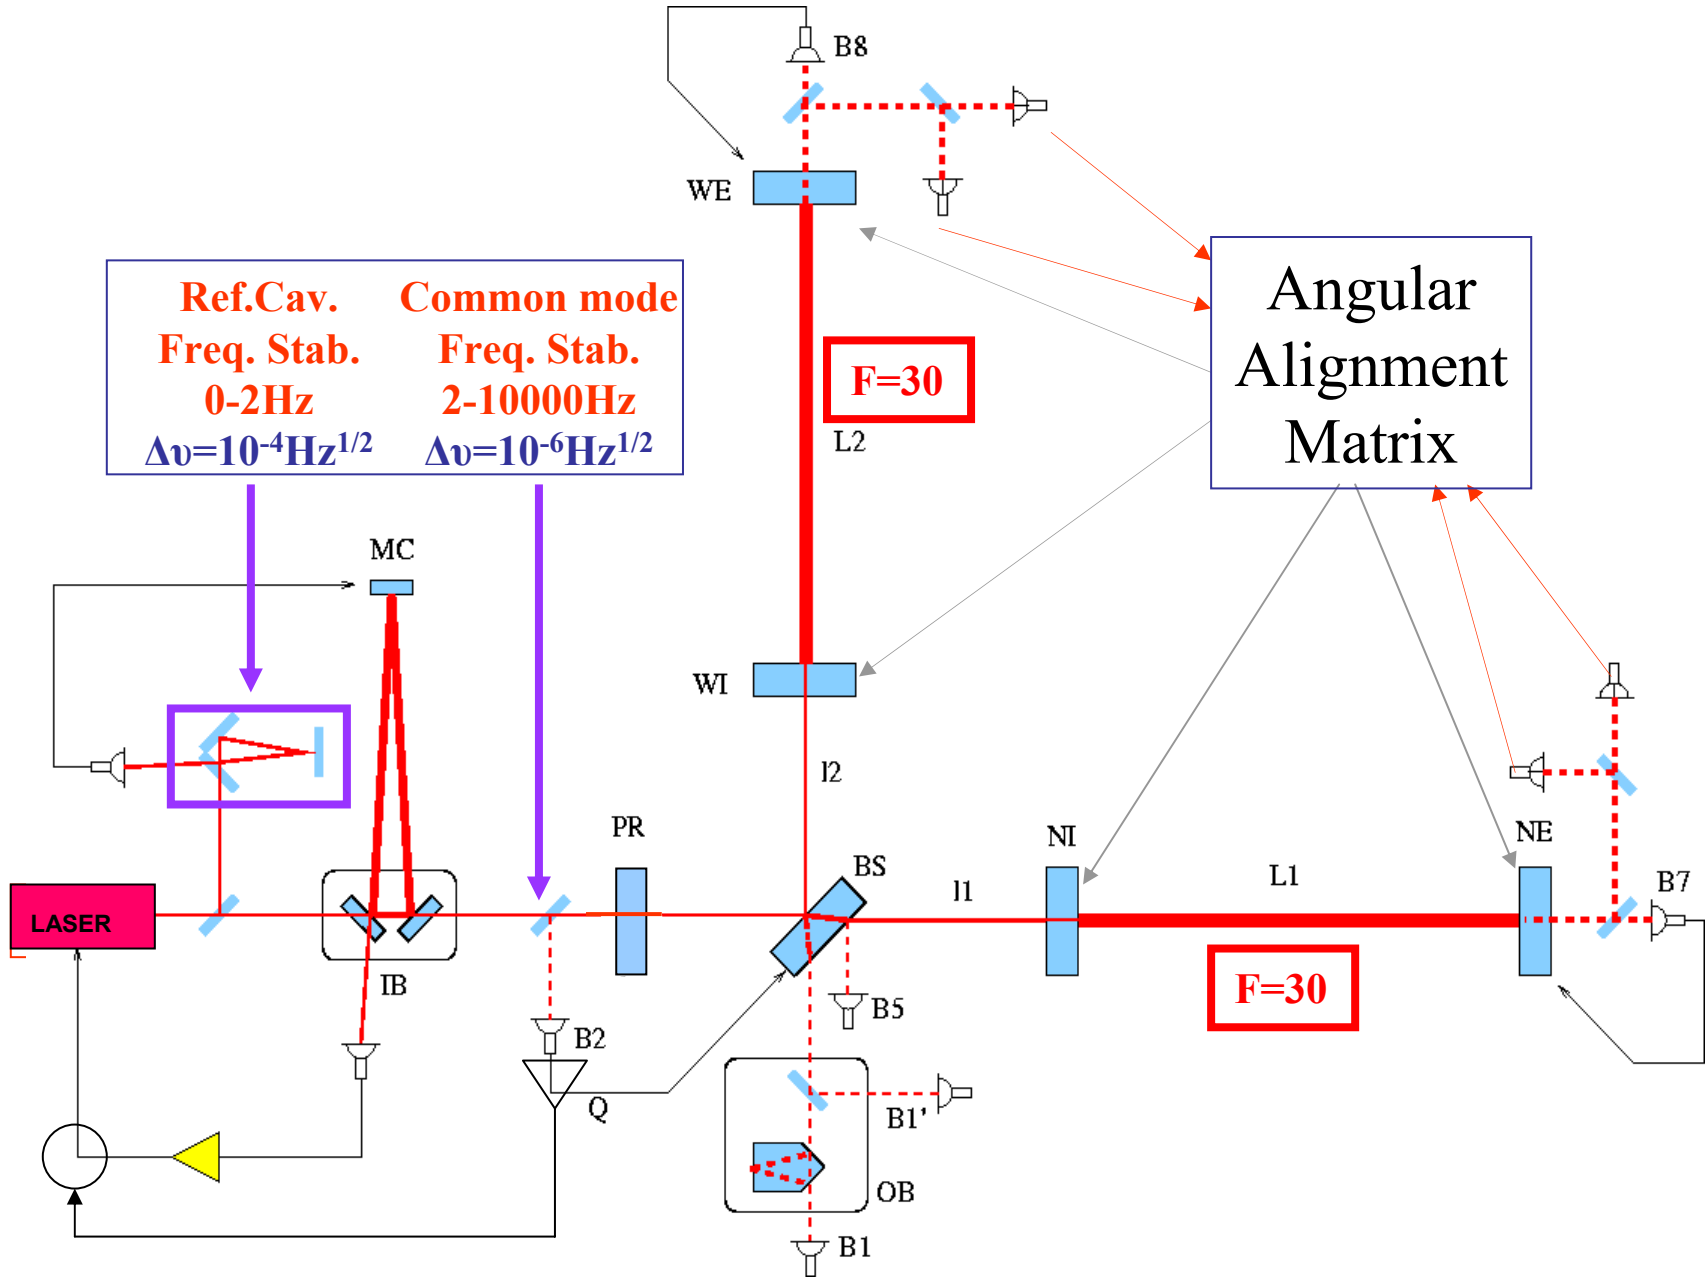 B8
WE
Angular
Alignment
Matrix
Ref.Cav.
Freq. Stab.
0-2Hz
Δυ=10⁻⁴Hz¹/²
Common mode
Freq. Stab.
2-10000Hz
Δυ=10⁻⁶Hz¹/²
F=30
L2
MC
WI
l2
PR
BS
l1
NI
L1
NE
B7
LASER
IB
F=30
B5
B2
Q
B1'
OB
B1